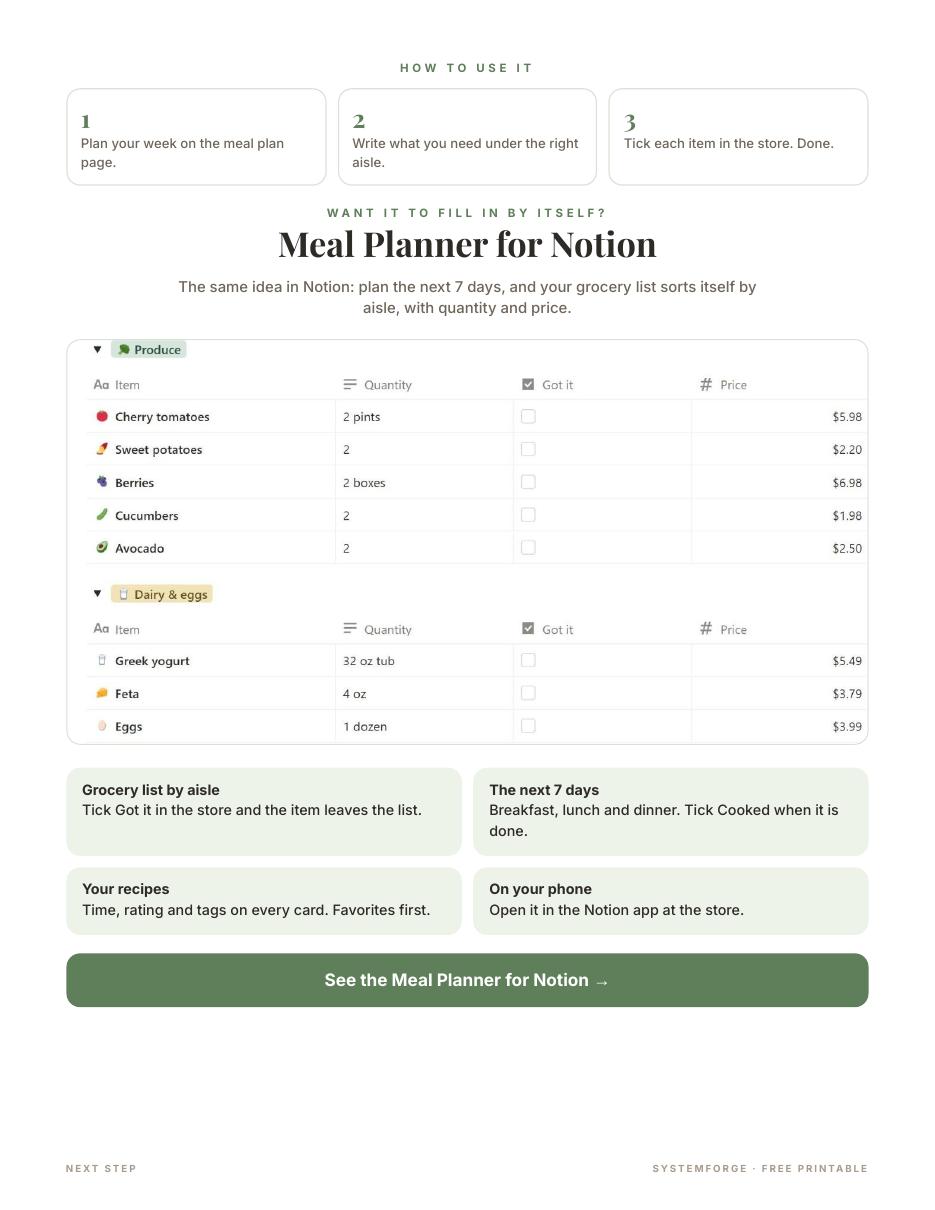 HOW TO USE IT
1
Plan your week on the meal plan
page.
2
Write what you need under the right
aisle.
3
Tick each item in the store. Done.
WANT IT TO FILL IN BY ITSELF?
Meal Planner for Notion
The same idea in Notion: plan the next 7 days, and your grocery list sorts itself by
aisle, with quantity and price.
▼ Produce
Aa Item Quantity Got it # Price
Cherry tomatoes 2 pints $5.98
Sweet potatoes 2 $2.20
Berries 2 boxes $6.98
Cucumbers 2 $1.98
Avocado 2 $2.50
▼ Dairy & eggs
Aa Item Quantity Got it # Price
Greek yogurt 32 oz tub $5.49
Feta 4 oz $3.79
Eggs 1 dozen $3.99
Grocery list by aisle
Tick Got it in the store and the item leaves the list.
The next 7 days
Breakfast, lunch and dinner. Tick Cooked when it is
done.
Your recipes
Time, rating and tags on every card. Favorites first.
On your phone
Open it in the Notion app at the store.
See the Meal Planner for Notion →
NEXT STEP
SYSTEMFORGE · FREE PRINTABLE